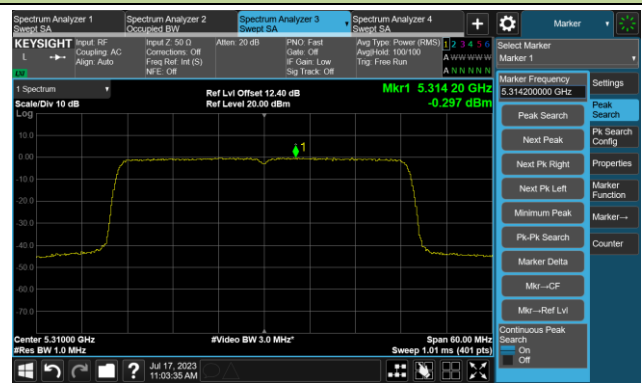 Spectrum Analyzer 1
Swept SA
Spectrum Analyzer 2
Occupied BW
Spectrum Analyzer 3
Swept SA
Spectrum Analyzer 4
Swept SA
+
Marker
KEYSIGHT
L
LXI
Input: RF
Coupling: AC
Align: Auto
Input Z: 50 Ω
Corrections: Off
Freq Ref: Int (S)
NFE: Off
Atten: 20 dB
PNO: Fast
Gate: Off
IF Gain: Low
Sig Track: Off
Avg Type: Power (RMS)
Avg|Hold: 100/100
Trig: Free Run
1 2 3 4 5 6
A W W W W W
A N N N N N
Select Marker
Marker 1
1 Spectrum
Scale/Div 10 dB
Log
Ref Lvl Offset 12.40 dB
Ref Level 20.00 dBm
Mkr1 5.314 20 GHz
-0.297 dBm
10.0
0.00
-10.0
-20.0
-30.0
-40.0
-50.0
-60.0
-70.0
1
Center 5.31000 GHz
#Res BW 1.0 MHz
#Video BW 3.0 MHz*
Span 60.00 MHz
Sweep 1.01 ms (401 pts)
Marker Frequency
5.314200000 GHz
Peak Search
Next Peak
Next Pk Right
Next Pk Left
Minimum Peak
Pk-Pk Search
Marker Delta
Mkr→CF
Mkr→Ref Lvl
Continuous Peak
Search
On
Off
Settings
Peak
Search
Pk Search
Config
Properties
Marker
Function
Marker→
Counter
?
Jul 17, 2023
11:03:35 AM